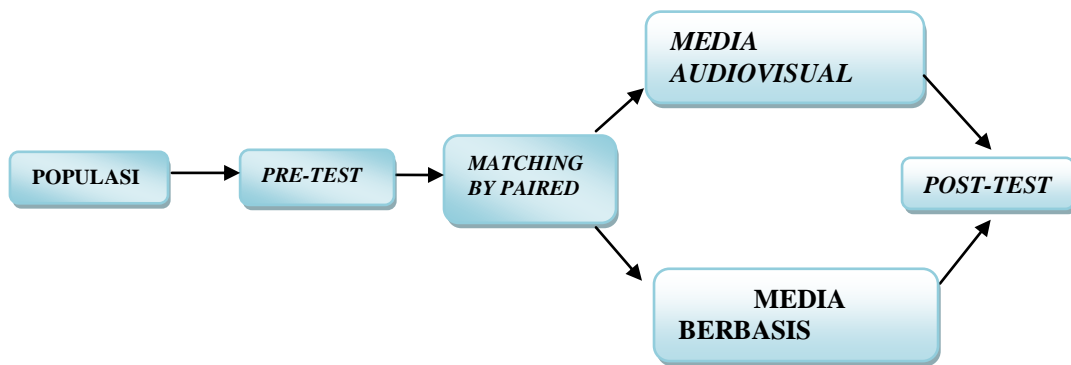 POPULASI
PRE-TEST
MATCHING
BY PAIRED
MEDIA
AUDIOVISUAL
MEDIA
BERBASIS
POST-TEST